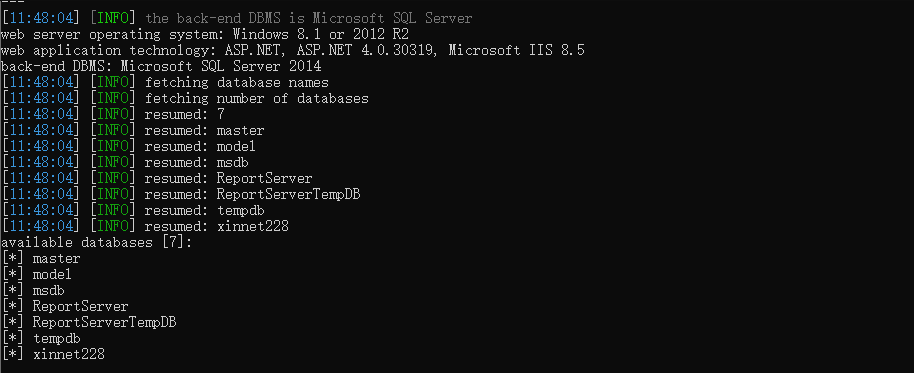 ---
[11:48:04] [INFO] the back-end DBMS is Microsoft SQL Server
web server operating system: Windows 8.1 or 2012 R2
web application technology: ASP.NET, ASP.NET 4.0.30319, Microsoft IIS 8.5
back-end DBMS: Microsoft SQL Server 2014
[11:48:04] [INFO] fetching database names
[11:48:04] [INFO] fetching number of databases
[11:48:04] [INFO] resumed: 7
[11:48:04] [INFO] resumed: master
[11:48:04] [INFO] resumed: model
[11:48:04] [INFO] resumed: msdb
[11:48:04] [INFO] resumed: ReportServer
[11:48:04] [INFO] resumed: ReportServerTempDB
[11:48:04] [INFO] resumed: tempdb
[11:48:04] [INFO] resumed: xinnet228
available databases [7]:
[*] master
[*] model
[*] msdb
[*] ReportServer
[*] ReportServerTempDB
[*] tempdb
[*] xinnet228